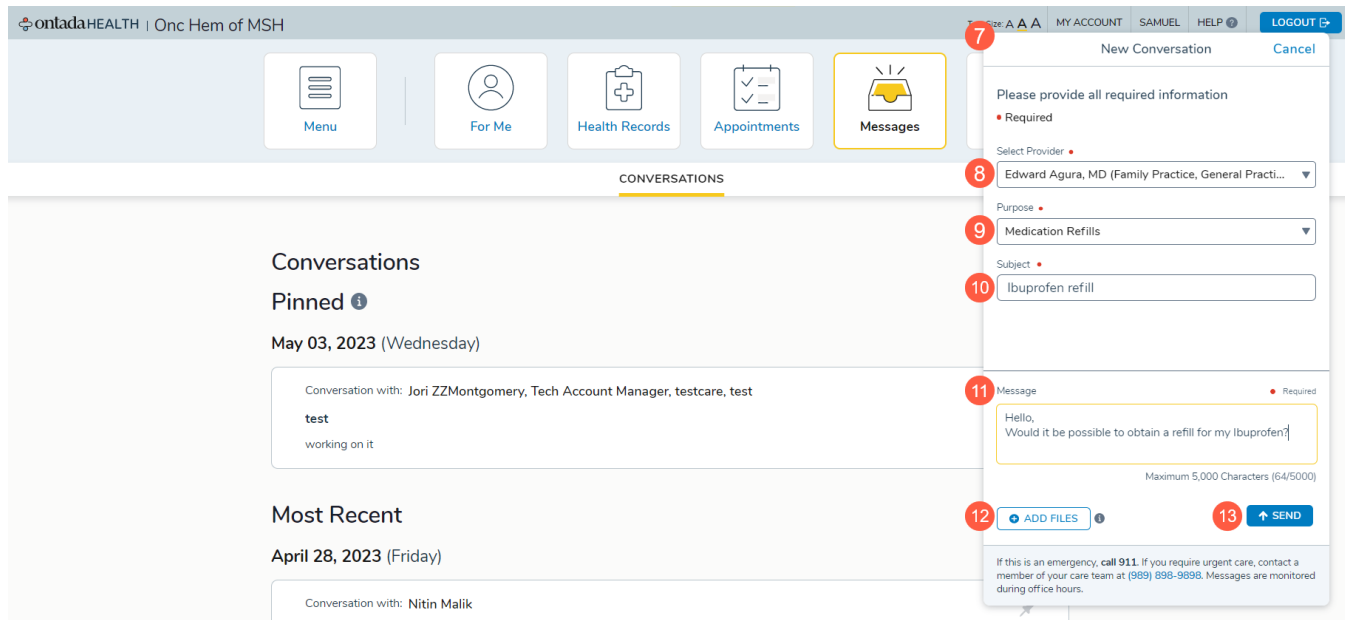 ontada HEALTH | Onc Hem of MSH
Size: A A A MY ACCOUNT SAMUEL HELP ? LOGOUT
Menu
For Me
Health Records
Appointments
Messages
CONVERSATIONS
Conversations
Pinned i
May 03, 2023 (Wednesday)
Conversation with: Jori ZZMontgomery, Tech Account Manager, testcare, test
test
working on it
Most Recent
April 28, 2023 (Friday)
Conversation with: Nitin Malik
7
New Conversation Cancel
Please provide all required information
• Required
Select Provider •
8 Edward Agura, MD (Family Practice, General Practi...
Purpose •
9 Medication Refills
Subject •
10 Ibuprofen refill
11 Message • Required
Hello,
Would it be possible to obtain a refill for my Ibuprofen?
Maximum 5,000 Characters (64/5000)
12 ADD FILES i 13 SEND
If this is an emergency, call 911. If you require urgent care, contact a
member of your care team at (989) 898-9898. Messages are monitored
during office hours.